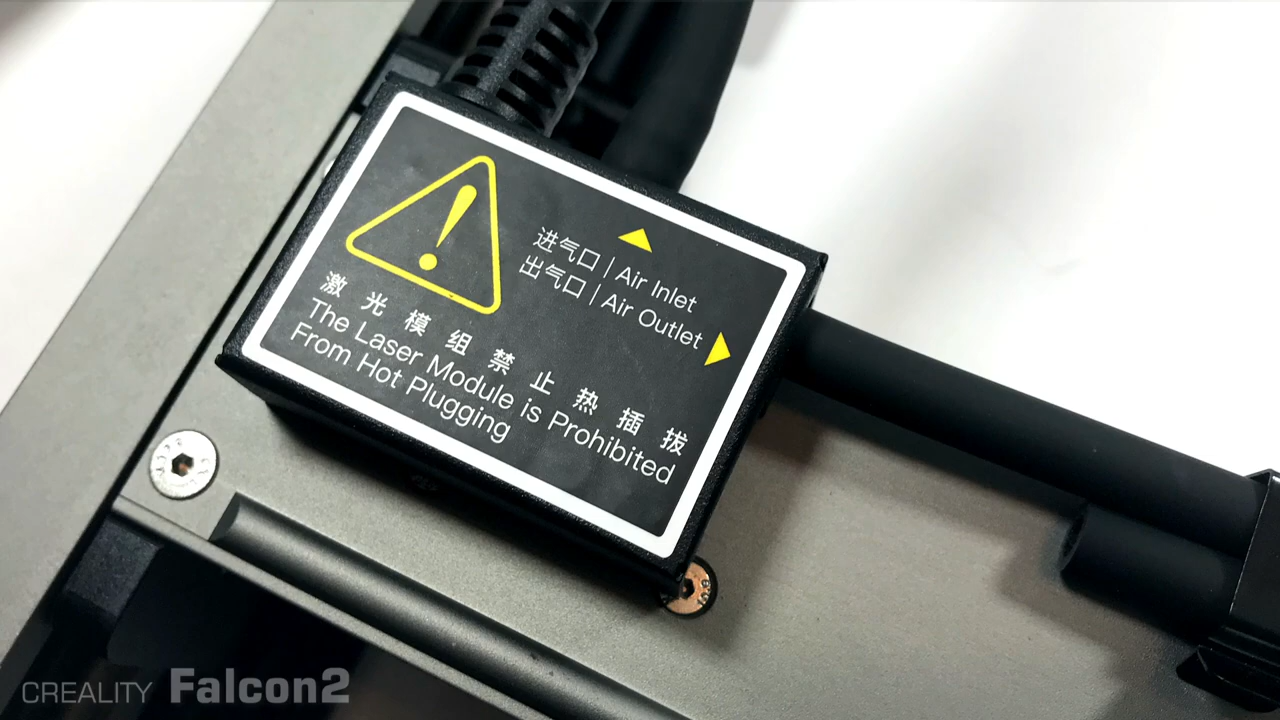 进气口 | Air Inlet
出气口 | Air Outlet
激光模组禁止热插拔
The Laser Module is Prohibited
From Hot Plugging
CREALITY Falcon2